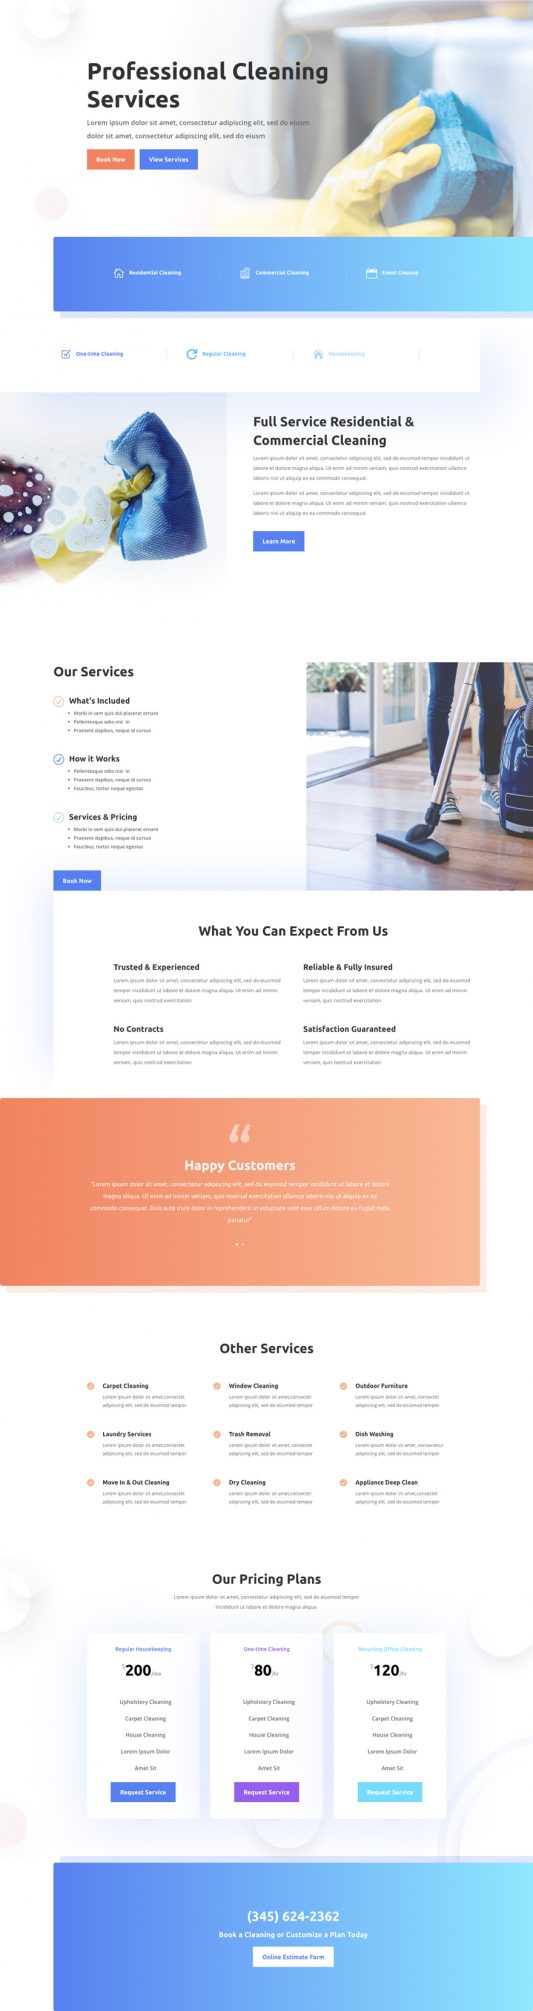 Professional Cleaning
Services
Lorem ipsum dolor sit amet, consectetur adipiscing elit, sed do eiusm
dolor sit amet, consectetur adipiscing elit, sed do eiusm
Book Now
View Services
Residential Cleaning
Commercial Cleaning
Event Cleanup
One-time Cleaning
Regular Cleaning
Housekeeping
Full Service Residential &
Commercial Cleaning
Lorem ipsum dolor sit amet, consectetur adipiscing elit, sed do eiusmod tempor incididunt ut
labore et dolore magna aliqua. Ut enim ad minim veniam, quis nostrud exercitation ullamco
laboris nisi ut aliquip ex ea commodo consequat.
Lorem ipsum dolor sit amet, consectetur adipiscing elit, sed do eiusmod tempor incididunt ut
labore et dolore magna aliqua. Ut enim ad minim veniam, quis nostrud exercitation ullamco
laboris nisi ut aliquip ex ea commodo consequat.
Learn More
Our Services
What's Included
• Morbi in sem quis dui placerat ornare
• Pellentesque odio nisi in
• Praesent dapibus, neque id cursus
How it Works
• Pellentesque odio nisi in
• Praesent dapibus, neque id cursus
• Faucibus, tortor neque egestas
Services & Pricing
• Morbi in sem quis dui placerat ornare
• Praesent dapibus, neque id cursus
• Faucibus, tortor neque egestas
Book Now
What You Can Expect From Us
Trusted & Experienced
Lorem ipsum dolor sit amet, consectetur adipiscing elit, sed do eiusmod tempor incididunt ut labore et dolore magna aliqua. Ut enim ad minim
veniam, quis nostrud exercitation
Reliable & Fully Insured
Lorem ipsum dolor sit amet, consectetur adipiscing elit, sed do eiusmod tempor incididunt ut labore et dolore magna aliqua. Ut enim ad minim
veniam, quis nostrud exercitation
No Contracts
Lorem ipsum dolor sit amet, consectetur adipiscing elit, sed do eiusmod tempor incididunt ut labore et dolore magna aliqua. Ut enim ad minim
veniam, quis nostrud exercitation
Satisfaction Guaranteed
Lorem ipsum dolor sit amet, consectetur adipiscing elit, sed do eiusmod tempor incididunt ut labore et dolore magna aliqua. Ut enim ad minim
veniam, quis nostrud exercitation
“
Happy Customers
"Lorem ipsum dolor sit amet, consectetur adipiscing elit, sed do eiusmod tempor incididunt ut labore et dolore
magna aliqua. Ut enim ad minim veniam, quis nostrud exercitation ullamco laboris nisi ut aliquip ex ea
commodo consequat. Duis aute irure dolor in reprehenderit in voluptate velit esse cillum dolore eu fugiat nulla
pariatur"
Other Services
Carpet Cleaning
Lorem ipsum dolor sit amet,consectet
adipiscing elit, sed do eiusmod tempor
Window Cleaning
Lorem ipsum dolor sit amet,consectet
adipiscing elit, sed do eiusmod tempor
Outdoor Furniture
Lorem ipsum dolor sit amet, consectet
adipiscing elit, sed do eiusmod tempor
Laundry Services
Lorem ipsum dolor sit amet,consectet
adipiscing elit, sed do eiusmod tempor
Trash Removal
Lorem ipsum dolor sit amet, consectet
adipiscing elit, sed do eiusmod tempor
Dish Washing
Lorem ipsum dolor sit amet, consectetur
adipiscing elit, sed do eiusmod tempor
Move In & Out Cleaning
Lorem ipsum dolor sit amet,consectet
adipiscing elit, sed do eiusmod tempor
Dry Cleaning
Lorem ipsum dolor sit amet,consectet
adipiscing elit, sed do eiusmod tempor
Appliance Deep Clean
Lorem ipsum dolor sit amet,consectet
adipiscing elit, sed do eiusmod tempor
Our Pricing Plans
Lorem ipsum dolor sit amet, consectetur adipiscing elit, sed do eiusmod tempor
incididunt ut labore et dolore magna aliqua.
Regular Housekeeping
$200/mo
Upholstery Cleaning
Carpet Cleaning
House Cleaning
Lorem Ipsum Dolor
Amet Sit
Request Service
One-time Cleaning
$80/hr
Upholstery Cleaning
Carpet Cleaning
House Cleaning
Lorem Ipsum Dolor
Amet Sit
Request Service
Recurring Office Cleaning
$120/hr
Upholstery Cleaning
Carpet Cleaning
House Cleaning
Lorem Ipsum Dolor
Amet Sit
Request Service
(345) 624-2362
Book a Cleaning or Customize a Plan Today
Online Estimate Form